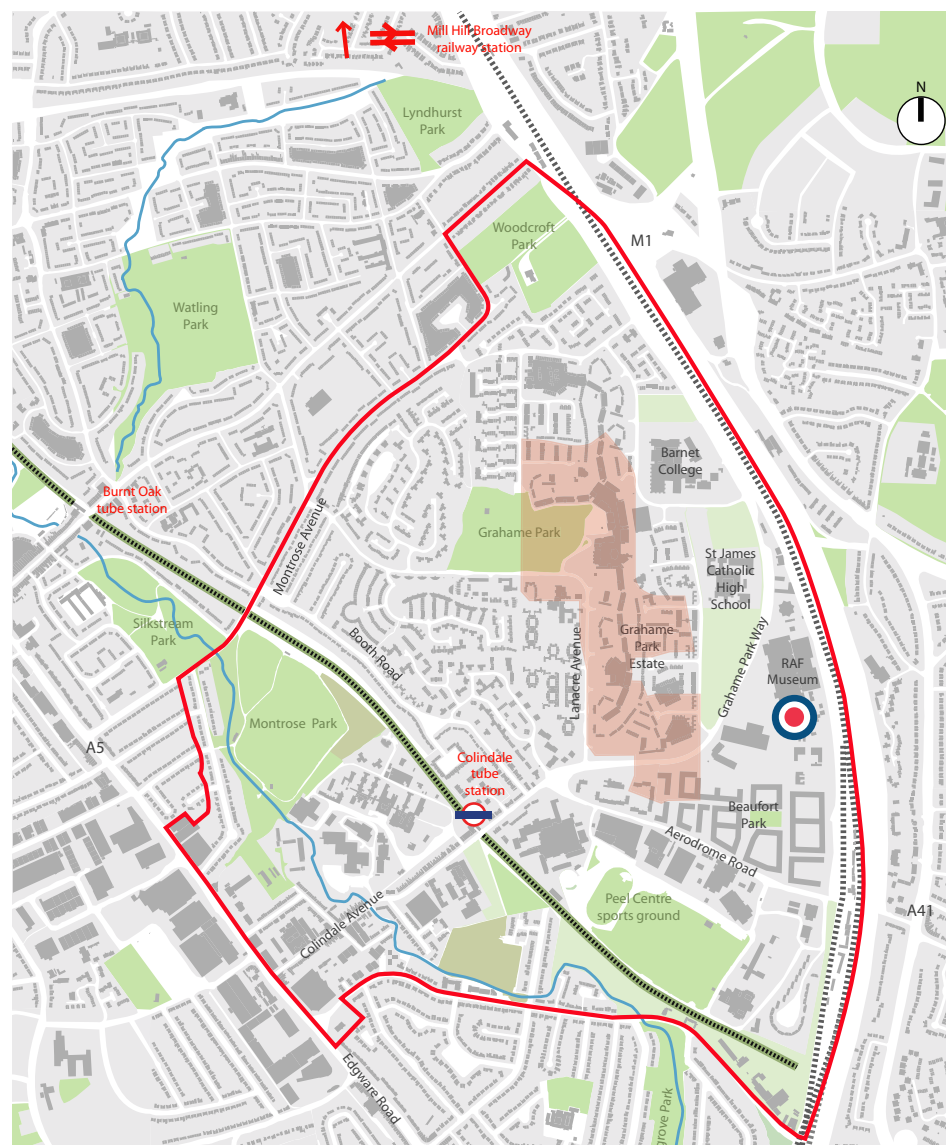 Mill Hill Broadway
railway station
N
Lyndhurst
Park
Woodcroft
Park
M1
Watling
Park
Barnet
College
Burnt Oak
tube station
Montrose Avenue
Grahame Park
St James
Catholic
High
School
Silkstream
Park
Booth Road
Lanacre Avenue
Grahame
Park
Estate
Grahame Park Way
RAF
Museum
Montrose Park
A5
Colindale
tube
station
Beaufort
Park
Aerodrome Road
Peel Centre
sports ground
Colindale Avenue
A41
Edgware Road
grove Park